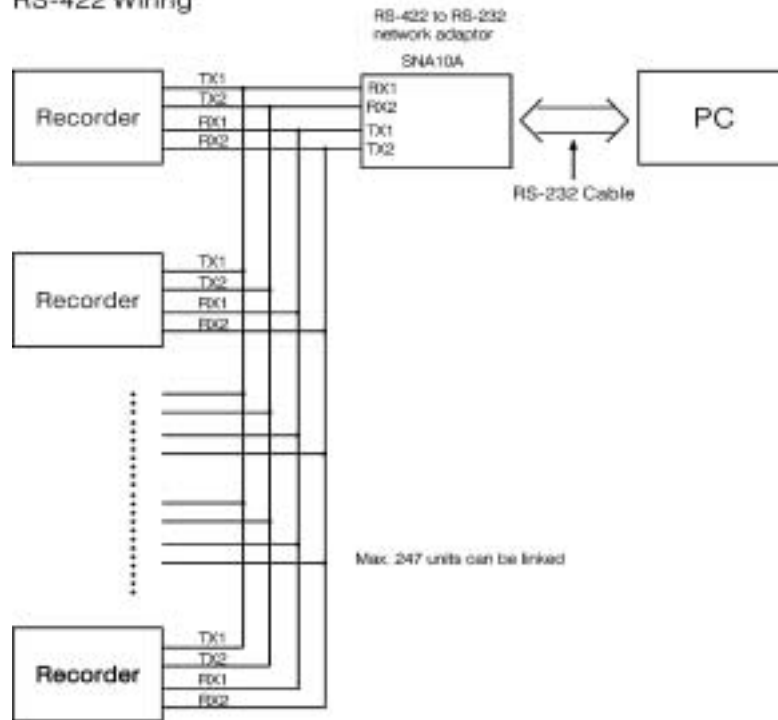 RS-422 Wiring
RS-422 to RS-232
network adaptor
SNA10A
Recorder
TX1
TX2
RX1
RX2
RX1
RX2
TX1
TX2
PC
RS-232 Cable
Recorder
TX1
TX2
RX1
RX2
Max. 247 units can be linked
Recorder
TX1
TX2
RX1
RX2